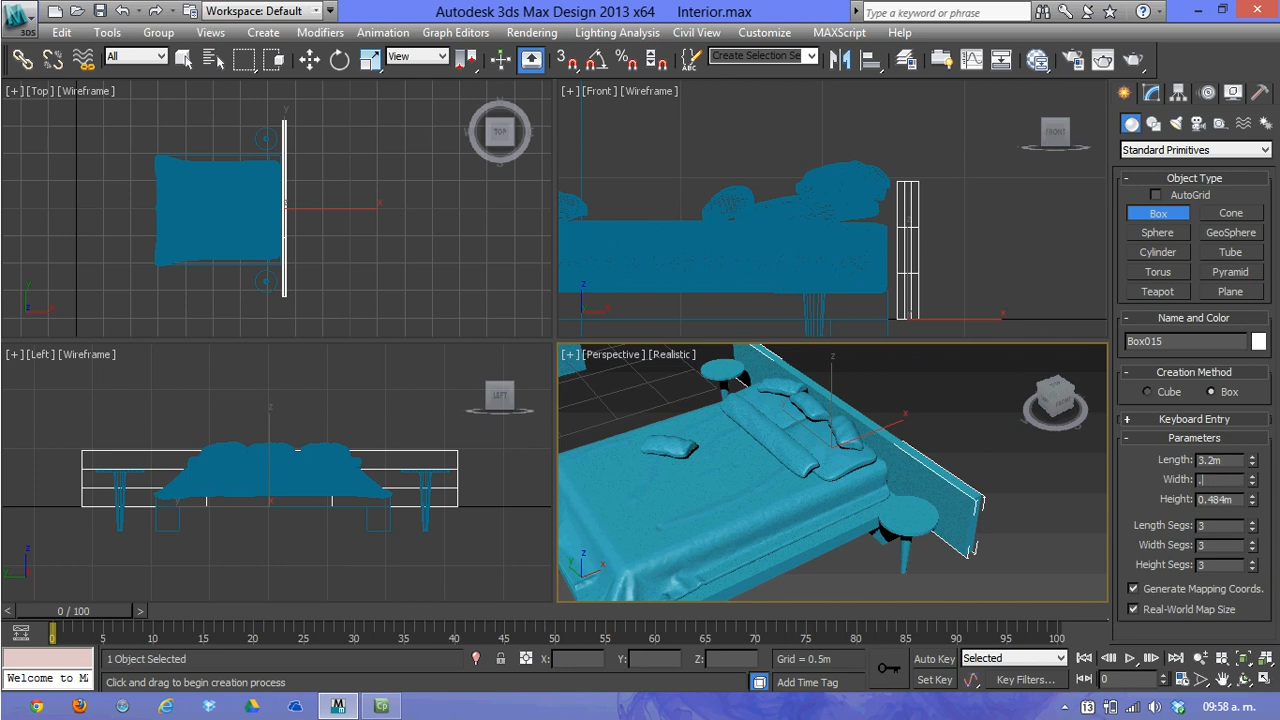 Workspace: Default
Autodesk 3ds Max Design 2013 x64 Interior.max
Type a keyword or phrase
3DS
Edit Tools Group Views Create Modifiers Animation Graph Editors Rendering Lighting Analysis Civil View Customize MAXScript Help
All
View
Create Selection Se
[+] [Top] [Wireframe]
TOP
y
x
[+] [Front] [Wireframe]
FRONT
z
x
x
[+] [Left] [Wireframe]
LEFT
z
[+] [Perspective] [Realistic]
TOP
FRONT
z
x
z
x
Standard Primitives
- Object Type
AutoGrid
Box Cone
Sphere GeoSphere
Cylinder Tube
Torus Pyramid
Teapot Plane
- Name and Color
Box015
- Creation Method
Cube Box
+ Keyboard Entry
- Parameters
Length: 3.2m
Width: .
Height: 0.484m
Length Segs: 3
Width Segs: 3
Height Segs: 3
Generate Mapping Coords.
Real-World Map Size
< 0 / 100 >
0 5 10 15 20 25 30 35 40 45 50 55 60 65 70 75 80 85 90 95 100
1 Object Selected
X: Y: Z: Grid = 0.5m
Auto Key Selected
Welcome to M
Click and drag to begin creation process
Add Time Tag
Set Key Key Filters...
0
13
09:58 a. m.